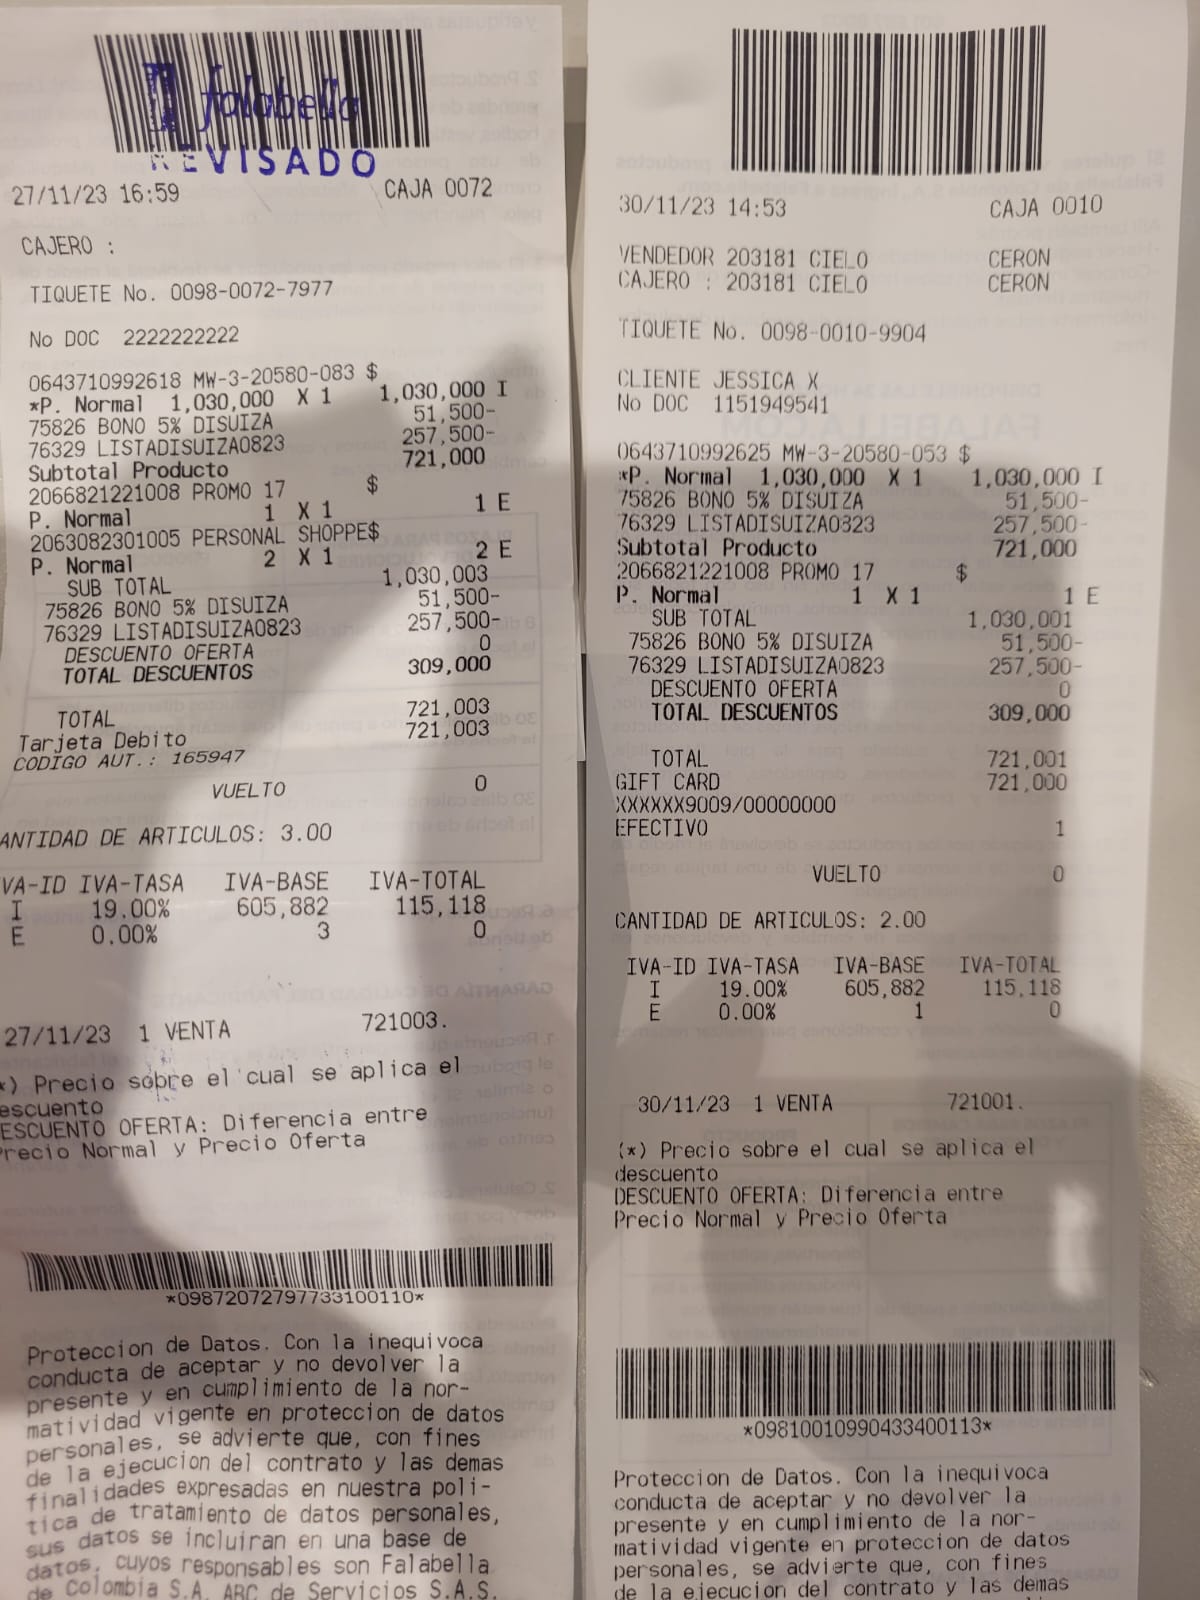 falabella
REVISADO
27/11/23 16:59 CAJA 0072
CAJERO :
TIQUETE No. 0098-0072-7977
No DOC 2222222222
0643710992618 MW-3-20580-083 $
*P. Normal 1,030,000 X 1 1,030,000 I
75826 BONO 5% DISUIZA 51,500-
76329 LISTADISUIZA0823 257,500-
Subtotal Producto 721,000
2066821221008 PROMO 17 $
P. Normal 1 X 1 1 E
2063082301005 PERSONAL SHOPPE$
P. Normal 2 X 1 2 E
SUB TOTAL 1,030,003
75826 BONO 5% DISUIZA 51,500-
76329 LISTADISUIZA0823 257,500-
DESCUENTO OFERTA 0
TOTAL DESCUENTOS 309,000
TOTAL 721,003
Tarjeta Debito 721,003
CODIGO AUT.: 165947
VUELTO 0
ANTIDAD DE ARTICULOS: 3.00
VA-ID IVA-TASA IVA-BASE IVA-TOTAL
I 19.00% 605,882 115,118
E 0.00% 3 0
27/11/23 1 VENTA 721003.
*) Precio sobre el cual se aplica el
escuento
ESCUENTO OFERTA: Diferencia entre
Precio Normal y Precio Oferta
*09872072797733100110*
Proteccion de Datos. Con la inequivoca
conducta de aceptar y no devolver la
presente y en cumplimiento de la nor-
matividad vigente en proteccion de datos
personales, se advierte que, con fines
de la ejecucion del contrato y las demas
finalidades expresadas en nuestra poli-
tica de tratamiento de datos personales,
sus datos se incluiran en una base de
datos, cuyos responsables son Falabella
de Colombia S.A. ABC de Servicios S.A.S.
30/11/23 14:53 CAJA 0010
VENDEDOR 203181 CIELO CERON
CAJERO : 203181 CIELO CERON
TIQUETE No. 0098-0010-9904
CLIENTE JESSICA X
No DOC 1151949541
0643710992625 MW-3-20580-053 $
*P. Normal 1,030,000 X 1 1,030,000 I
75826 BONO 5% DISUIZA 51,500-
76329 LISTADISUIZA0823 257,500-
Subtotal Producto 721,000
2066821221008 PROMO 17 $
P. Normal 1 X 1 1 E
SUB TOTAL 1,030,001
75826 BONO 5% DISUIZA 51,500-
76329 LISTADISUIZA0823 257,500-
DESCUENTO OFERTA 0
TOTAL DESCUENTOS 309,000
TOTAL 721,001
GIFT CARD 721,000
XXXXXX9009/00000000
EFECTIVO 1
VUELTO 0
CANTIDAD DE ARTICULOS: 2.00
IVA-ID IVA-TASA IVA-BASE IVA-TOTAL
I 19.00% 605,882 115,118
E 0.00% 1 0
30/11/23 1 VENTA 721001.
(*) Precio sobre el cual se aplica el
descuento
DESCUENTO OFERTA: Diferencia entre
Precio Normal y Precio Oferta
*09810010990433400113*
Proteccion de Datos. Con la inequivoca
conducta de aceptar y no devolver la
presente y en cumplimiento de la nor-
matividad vigente en proteccion de datos
personales, se advierte que, con fines
de la ejecucion del contrato y las demas